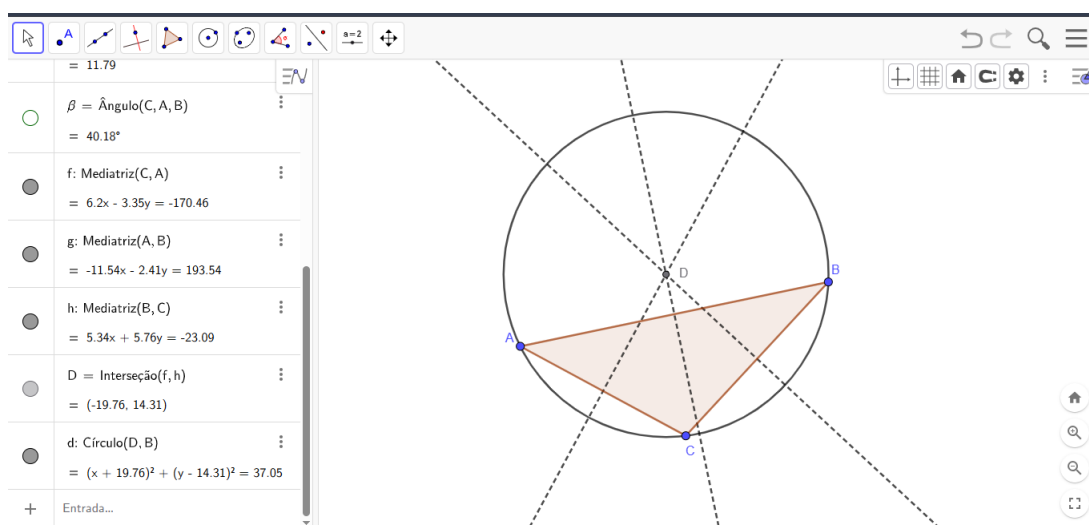 A
a=2
= 11.79
β = Ângulo(C, A, B)
= 40.18°
f: Mediatriz(C, A)
= 6.2x - 3.35y = -170.46
g: Mediatriz(A, B)
= -11.54x - 2.41y = 193.54
h: Mediatriz(B, C)
= 5.34x + 5.76y = -23.09
D = Interseção(f, h)
= (-19.76, 14.31)
d: Círculo(D, B)
= (x + 19.76)² + (y - 14.31)² = 37.05
Entrada...
D
B
A
C